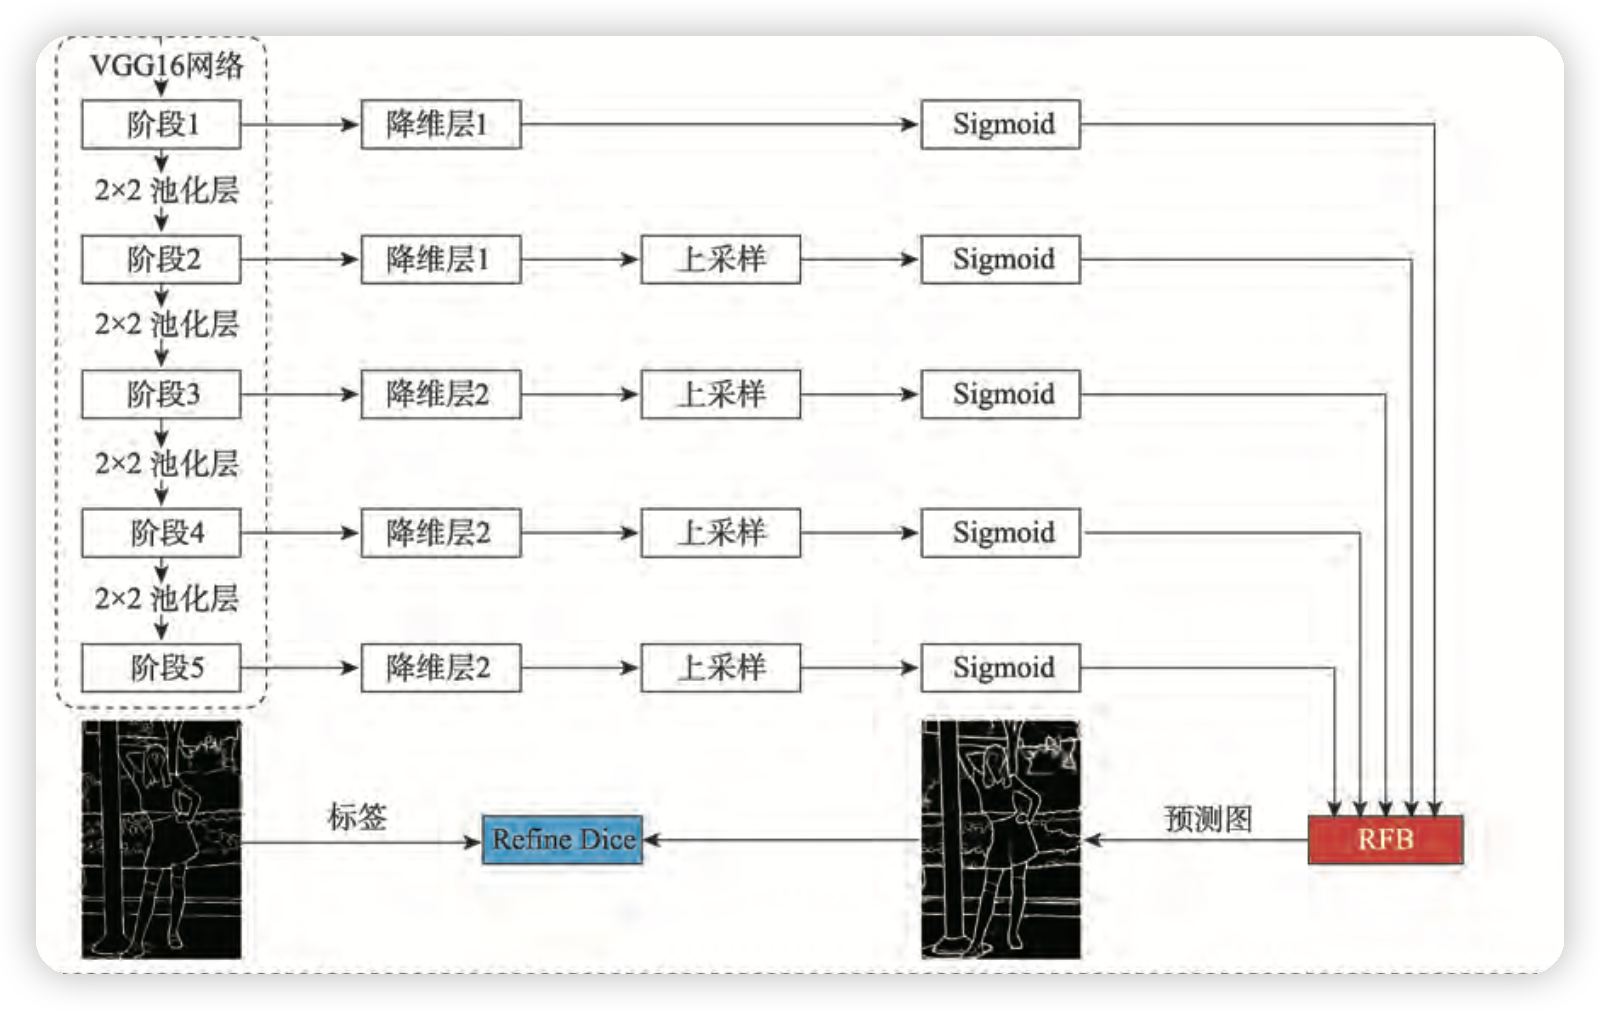 VGG16网络
阶段1
降维层1
Sigmoid
2×2 池化层
阶段2
降维层1
上采样
Sigmoid
2×2 池化层
阶段3
降维层2
上采样
Sigmoid
2×2 池化层
阶段4
降维层2
上采样
Sigmoid
2×2 池化层
阶段5
降维层2
上采样
Sigmoid
标签
Refine Dice
预测图
RFB